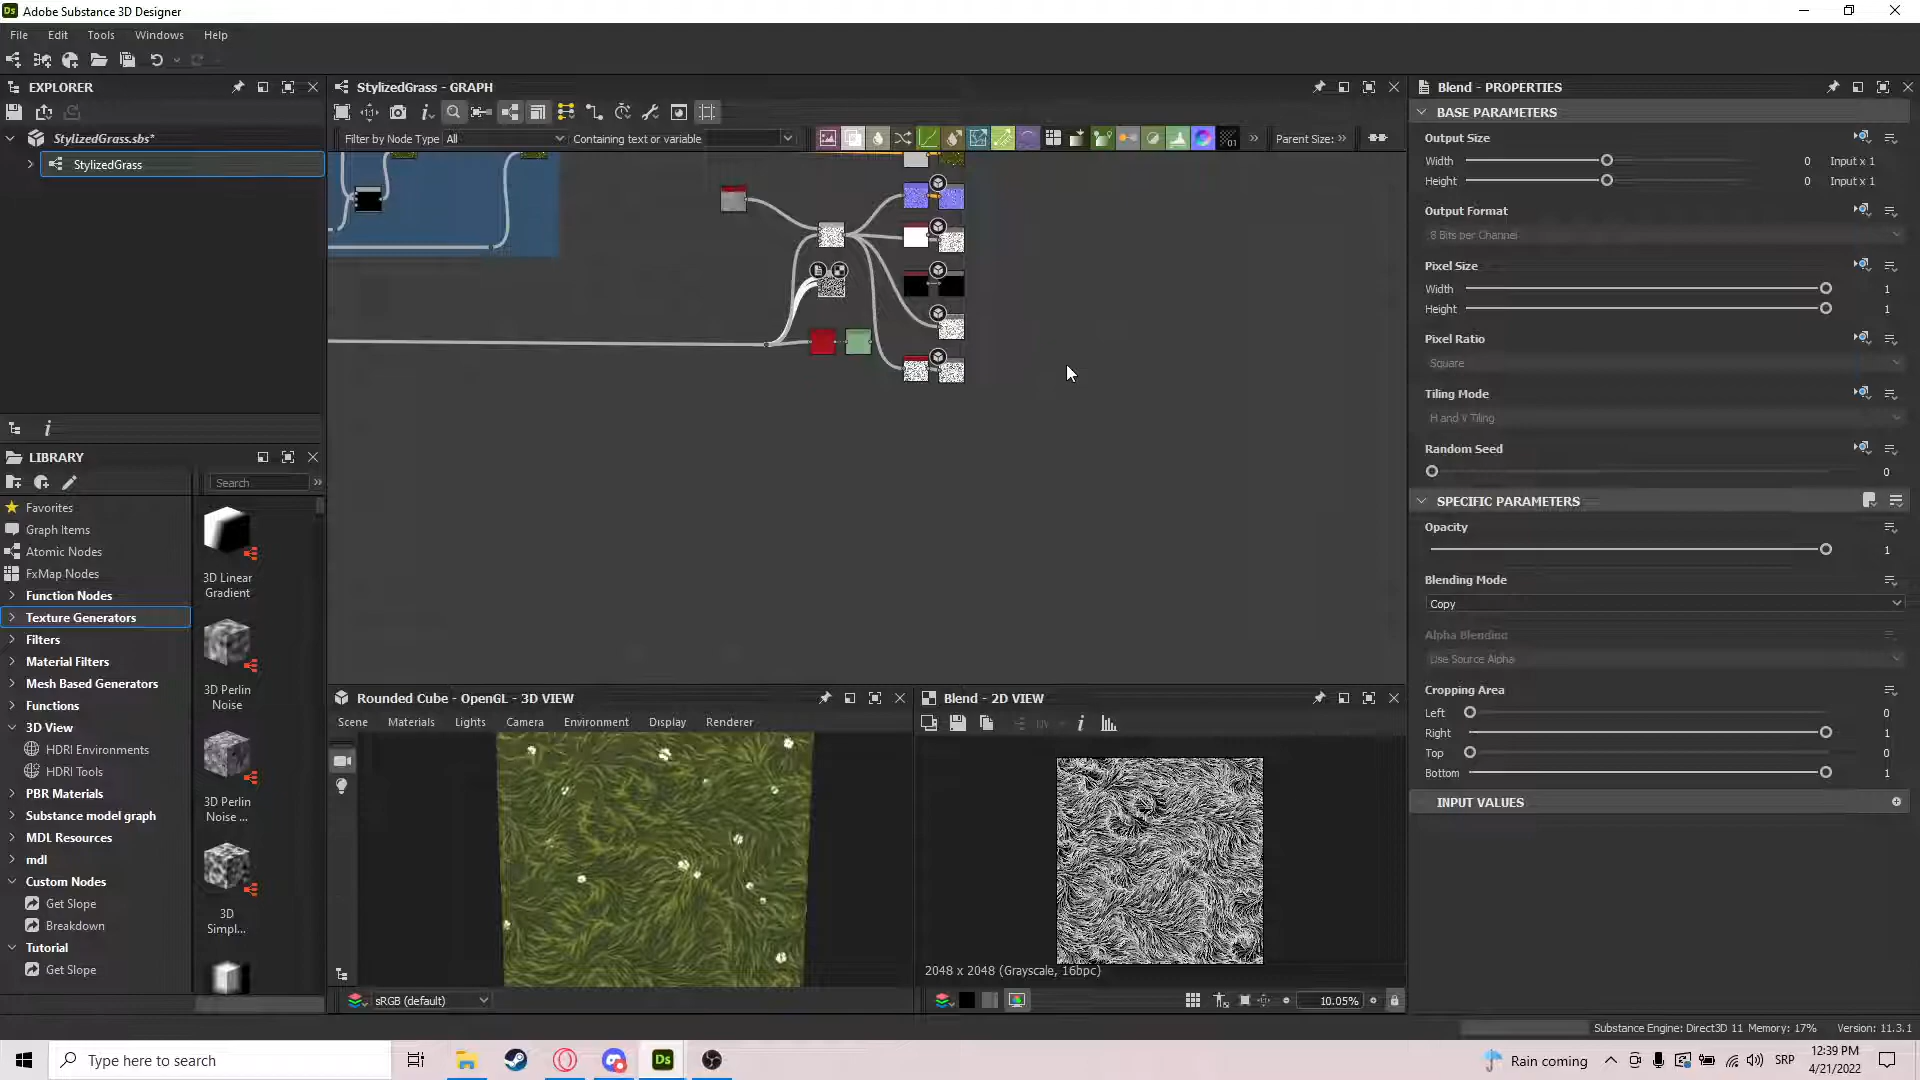 Adobe Substance 3D Designer
File Edit Tools Windows Help
EXPLORER
StylizedGrass.sbs*
StylizedGrass
LIBRARY
Search
Favorites
Graph Items
Atomic Nodes
FxMap Nodes
Function Nodes
Texture Generators
Filters
Material Filters
Mesh Based Generators
Functions
3D View
HDRI Environments
HDRI Tools
PBR Materials
Substance model graph
MDL Resources
mdl
Custom Nodes
Get Slope
Breakdown
Tutorial
Get Slope
3D Linear
Gradient
3D Perlin
Noise
3D Perlin
Noise ...
3D
Simpl...
StylizedGrass - GRAPH
Filter by Node Type All Containing text or variable
Parent Size:
Rounded Cube - OpenGL - 3D VIEW
Scene Materials Lights Camera Environment Display Renderer
sRGB (default)
Blend - 2D VIEW
UV
2048 x 2048 (Grayscale, 16bpc)
10.05%
Blend - PROPERTIES
BASE PARAMETERS
Output Size
Width 0 Input x 1
Height 0 Input x 1
Output Format
8 Bits per Channel
Pixel Size
Width 1
Height 1
Pixel Ratio
Square
Tiling Mode
H and V Tiling
Random Seed
0
SPECIFIC PARAMETERS
Opacity
1
Blending Mode
Copy
Alpha Blending
Use Source Alpha
Cropping Area
Left 0
Right 1
Top 0
Bottom 1
INPUT VALUES
Substance Engine: Direct3D 11 Memory: 17% Version: 11.3.1
Type here to search
Ds
Rain coming
SRP
12:39 PM
4/21/2022